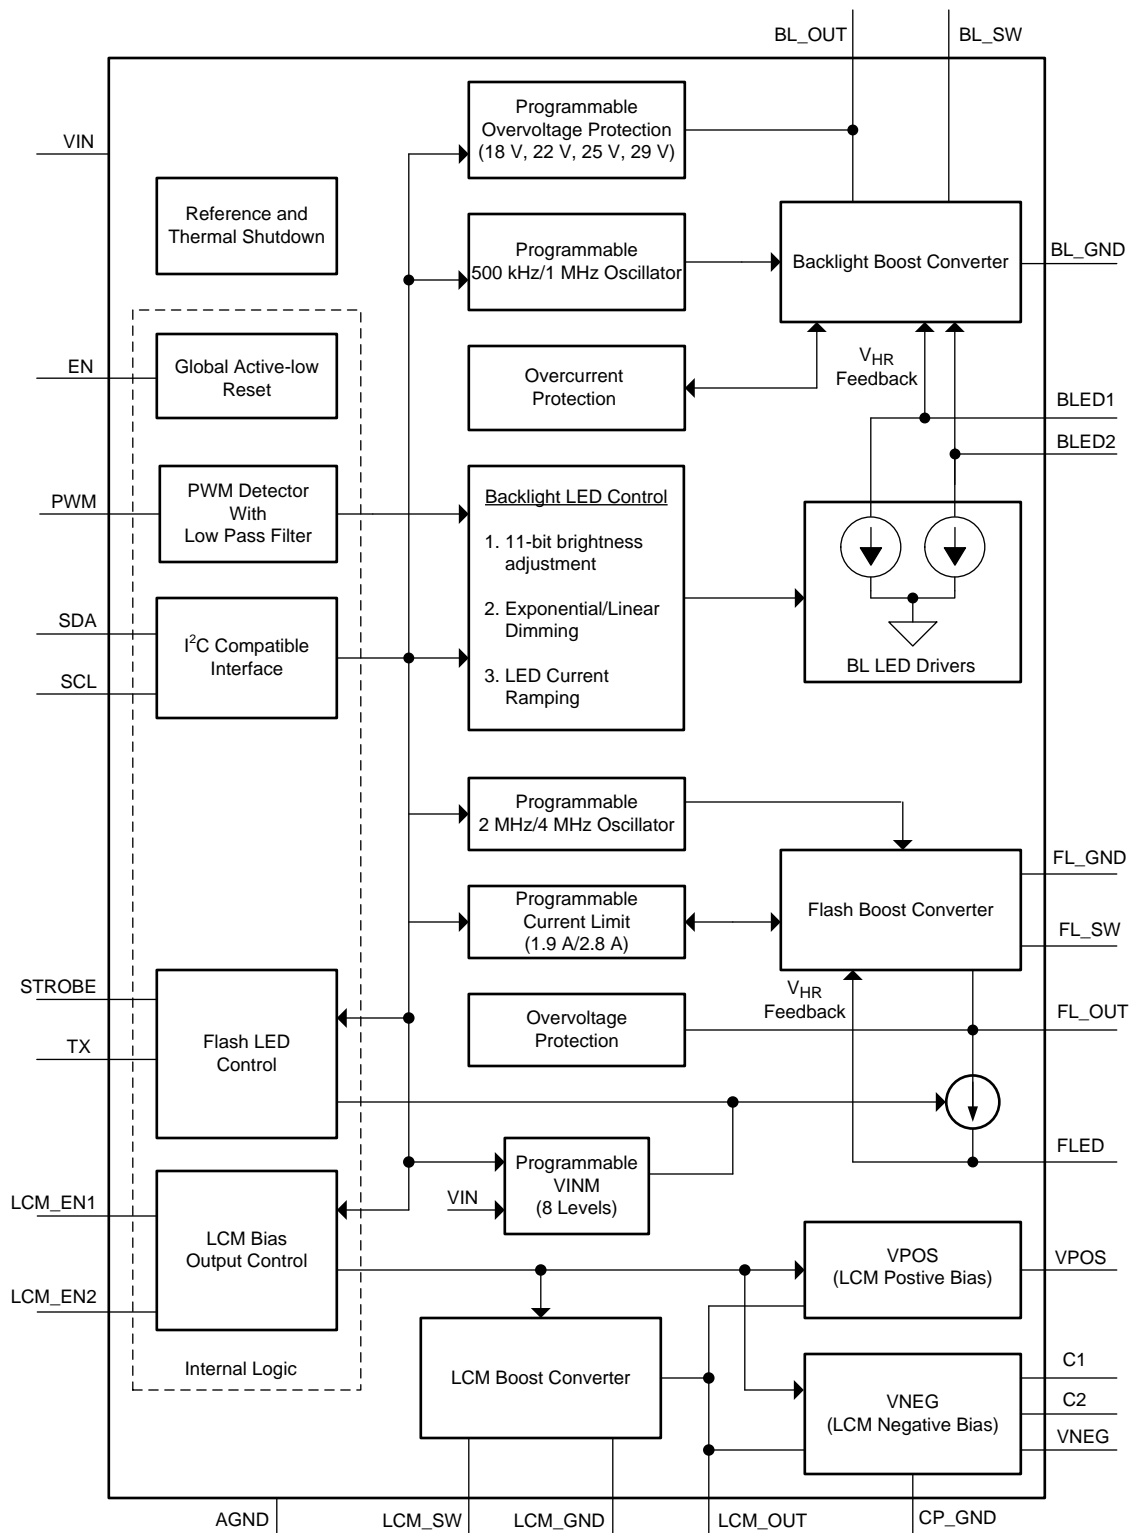 BL_OUT
BL_SW
VIN
Programmable
Overvoltage Protection
(18 V, 22 V, 25 V, 29 V)
Reference and
Thermal Shutdown
Programmable
500 kHz/1 MHz Oscillator
Backlight Boost Converter
BL_GND
EN
Global Active-low
Reset
Overcurrent
Protection
VHR
Feedback
BLED1
BLED2
PWM
PWM Detector
With
Low Pass Filter
Backlight LED Control
1. 11-bit brightness
adjustment
2. Exponential/Linear
Dimming
3. LED Current
Ramping
BL LED Drivers
SDA
SCL
I2C Compatible
Interface
Programmable
2 MHz/4 MHz Oscillator
Programmable
Current Limit
(1.9 A/2.8 A)
Flash Boost Converter
FL_GND
FL_SW
STROBE
TX
Flash LED
Control
Overvoltage
Protection
VHR
Feedback
FL_OUT
FLED
Programmable
VINM
(8 Levels)
VIN
LCM_EN1
LCM_EN2
LCM Bias
Output Control
Internal Logic
LCM Boost Converter
VPOS
(LCM Postive Bias)
VPOS
VNEG
(LCM Negative Bias)
C1
C2
VNEG
AGND
LCM_SW
LCM_GND
LCM_OUT
CP_GND